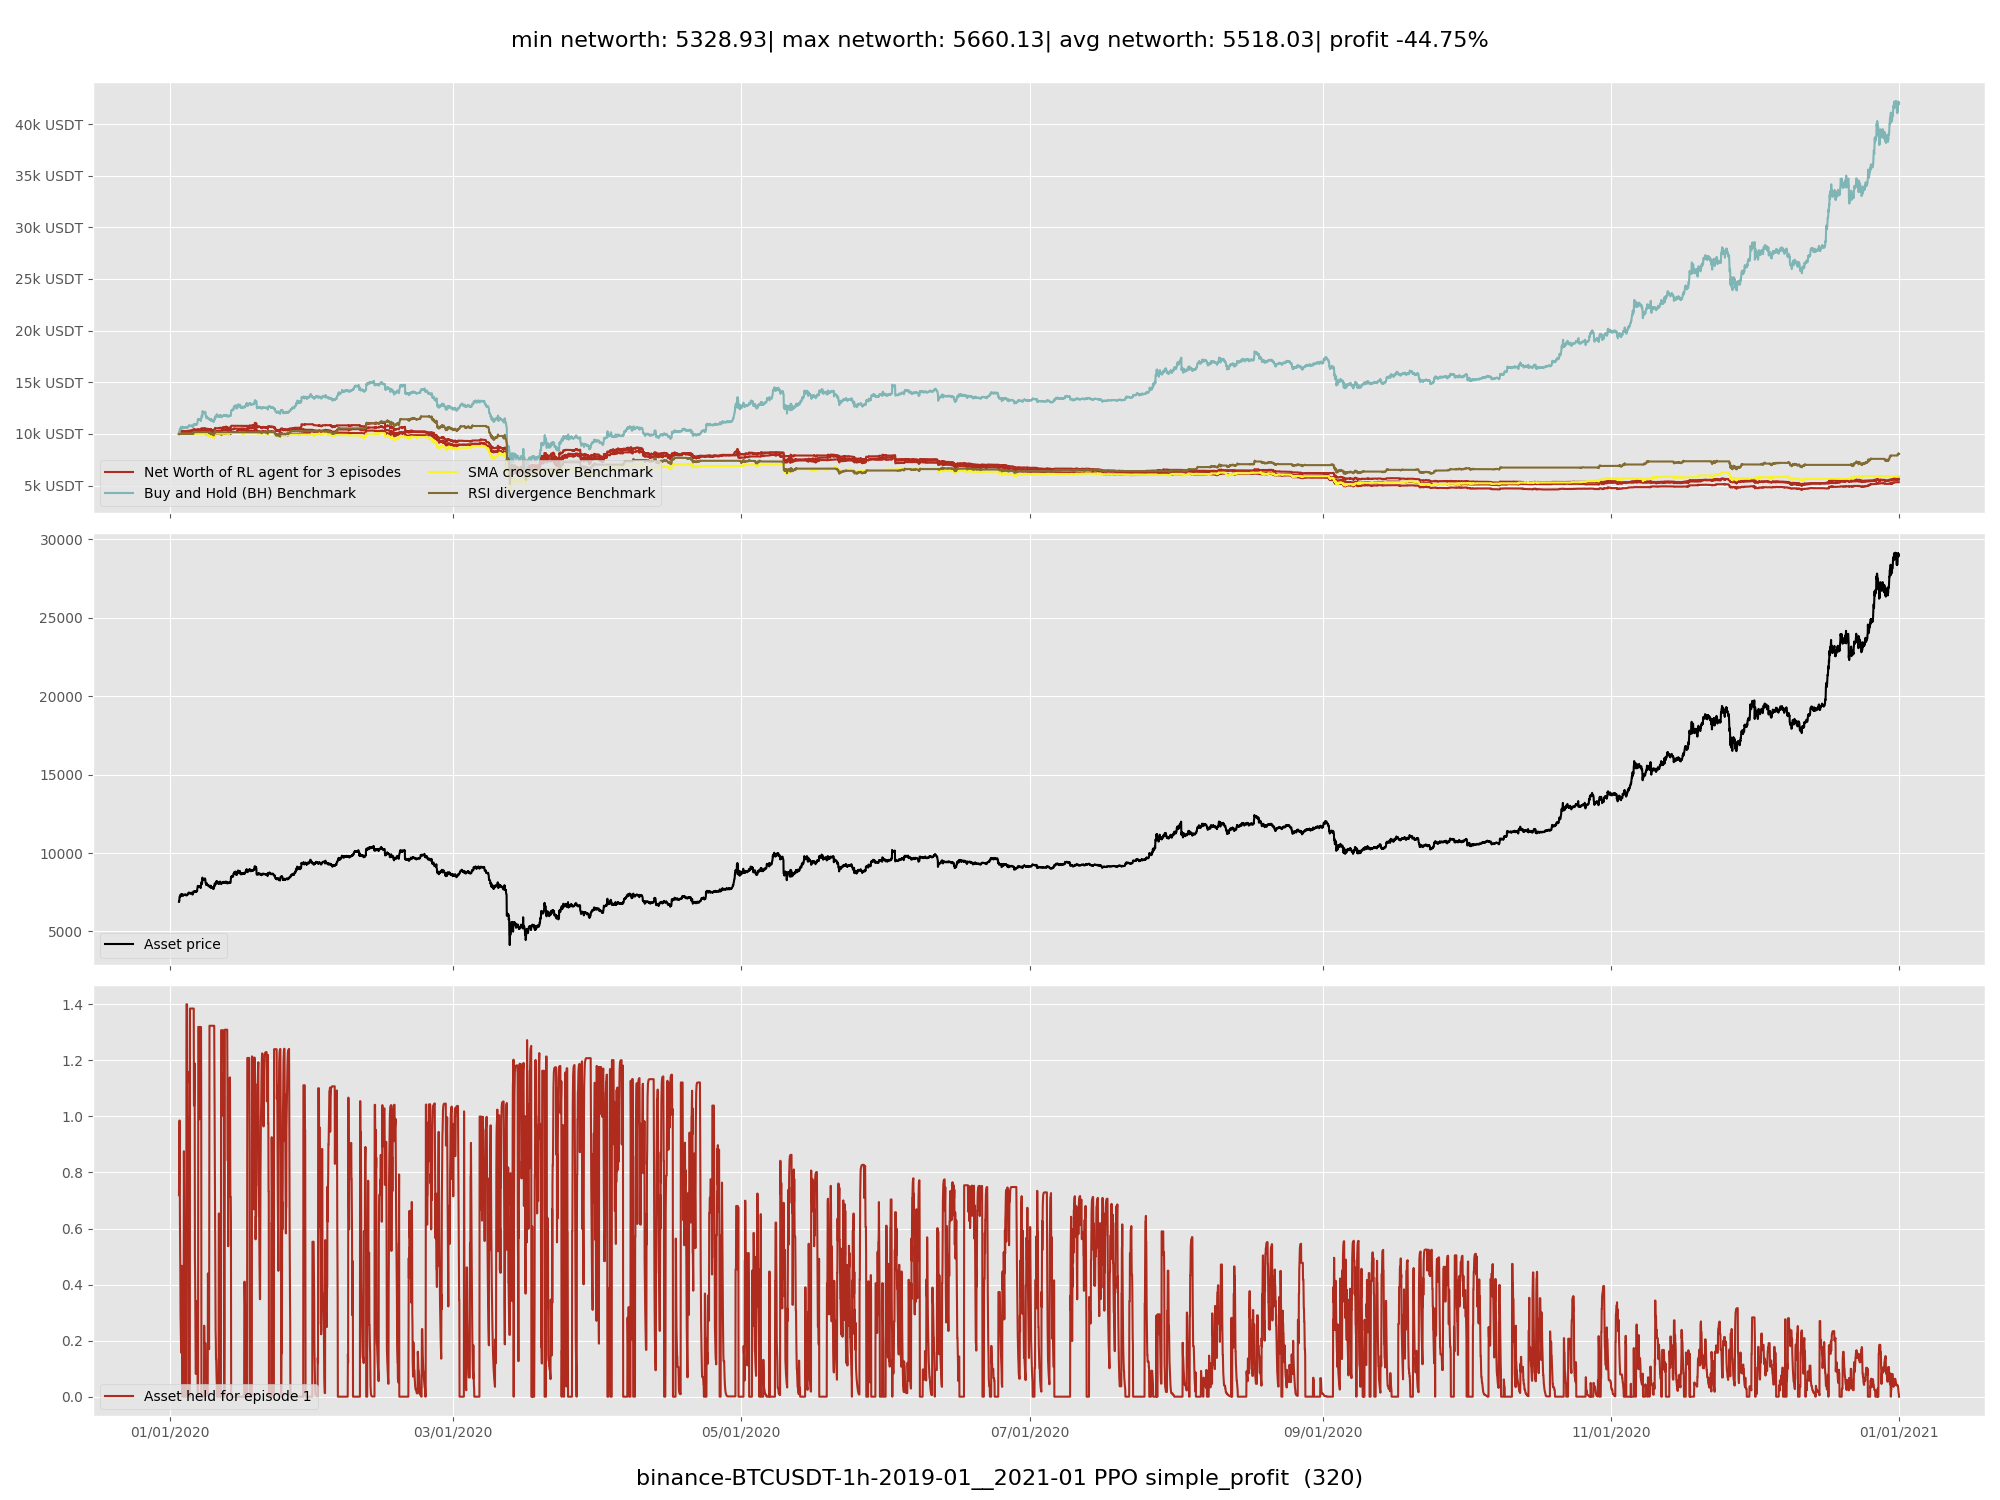 min networth: 5328.93| max networth: 5660.13| avg networth: 5518.03| profit -44.75%
40k USDT
35k USDT
30k USDT
25k USDT
20k USDT
15k USDT
10k USDT
5k USDT
Net Worth of RL agent for 3 episodes
Buy and Hold (BH) Benchmark
SMA crossover Benchmark
RSI divergence Benchmark
30000
25000
20000
15000
10000
5000
Asset price
1.4
1.2
1.0
0.8
0.6
0.4
0.2
0.0
Asset held for episode 1
01/01/2020 03/01/2020 05/01/2020 07/01/2020 09/01/2020 11/01/2020 01/01/2021
binance-BTCUSDT-1h-2019-01__2021-01 PPO simple_profit (320)